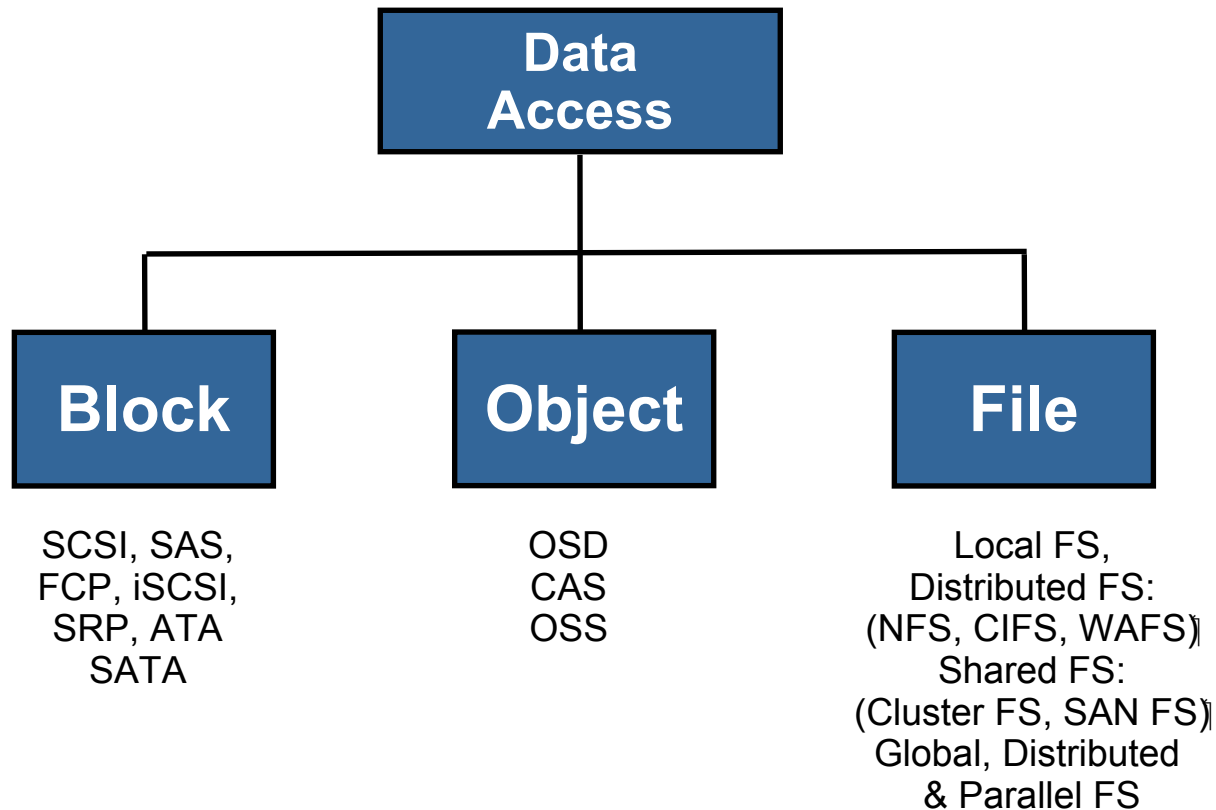 Data
Access
Block
Object
File
SCSI, SAS,
FCP, iSCSI,
SRP, ATA
SATA
OSD
CAS
OSS
Local FS,
Distributed FS:
(NFS, CIFS, WAFS)
Shared FS:
(Cluster FS, SAN FS)
Global, Distributed
& Parallel FS